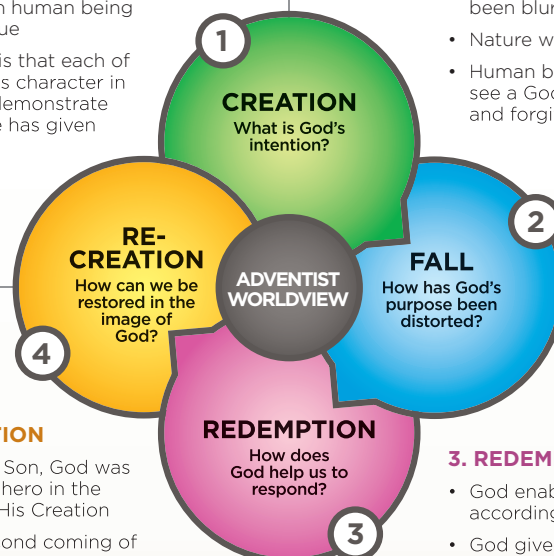 human being
ue
is that each of
s character in
demonstrate
e has given
been blur
• Nature w
• Human b
see a Go
and forgi
1
CREATION
What is God's
intention?
2
FALL
How has God's
purpose been
distorted?
ADVENTIST
WORLDVIEW
RE-
CREATION
How can we be
restored in the
image of
God?
4
REDEMPTION
How does
God help us to
respond?
3
TION
Son, God was
hero in the
His Creation
ond coming of
3. REDEM
• God enab
according
• God give